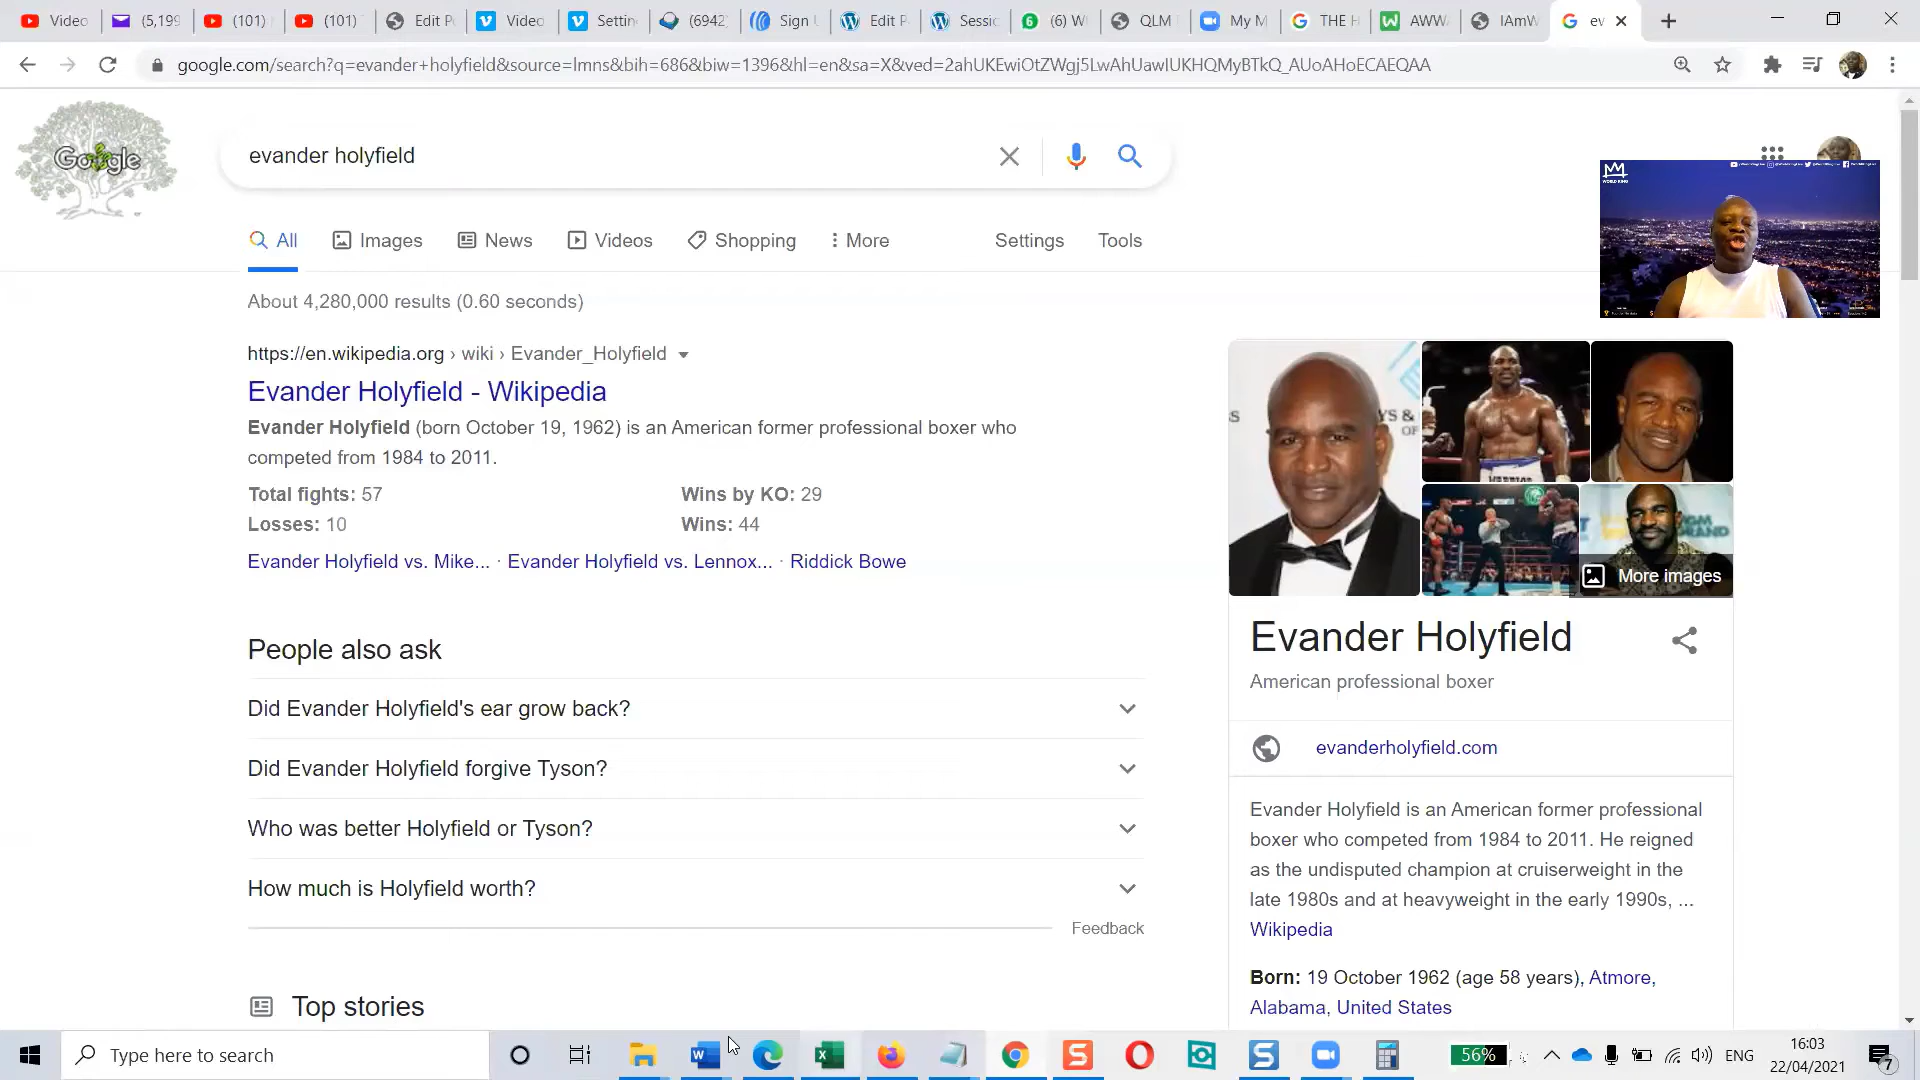 Video
(5,199
(101)
(101)
Edit P
Video
Settin
(6942
Sign
Edit P
Sessio
(6) W
QLM
My M
THE H
AWW
IAmW
ev
google.com/search?q=evander+holyfield&source=lmns&bih=686&biw=1396&hl=en&sa=X&ved=2ahUKEwiOtZWgj5LwAhUawIUKHQMyBTkQ_AUoAHoECAEQAA
Google
evander holyfield
All
Images
News
Videos
Shopping
More
Settings
Tools
WORLD KING
About 4,280,000 results (0.60 seconds)
https://en.wikipedia.org › wiki › Evander_Holyfield
Evander Holyfield - Wikipedia
Evander Holyfield (born October 19, 1962) is an American former professional boxer who
competed from 1984 to 2011.
Total fights: 57
Wins by KO: 29
Losses: 10
Wins: 44
Evander Holyfield vs. Mike... · Evander Holyfield vs. Lennox... · Riddick Bowe
People also ask
Did Evander Holyfield's ear grow back?
Did Evander Holyfield forgive Tyson?
Who was better Holyfield or Tyson?
How much is Holyfield worth?
Feedback
Top stories
More images
Evander Holyfield
American professional boxer
evanderholyfield.com
Evander Holyfield is an American former professional
boxer who competed from 1984 to 2011. He reigned
as the undisputed champion at cruiserweight in the
late 1980s and at heavyweight in the early 1990s, ...
Wikipedia
Born: 19 October 1962 (age 58 years), Atmore,
Alabama, United States
Type here to search
56%
ENG
16:03
22/04/2021
7